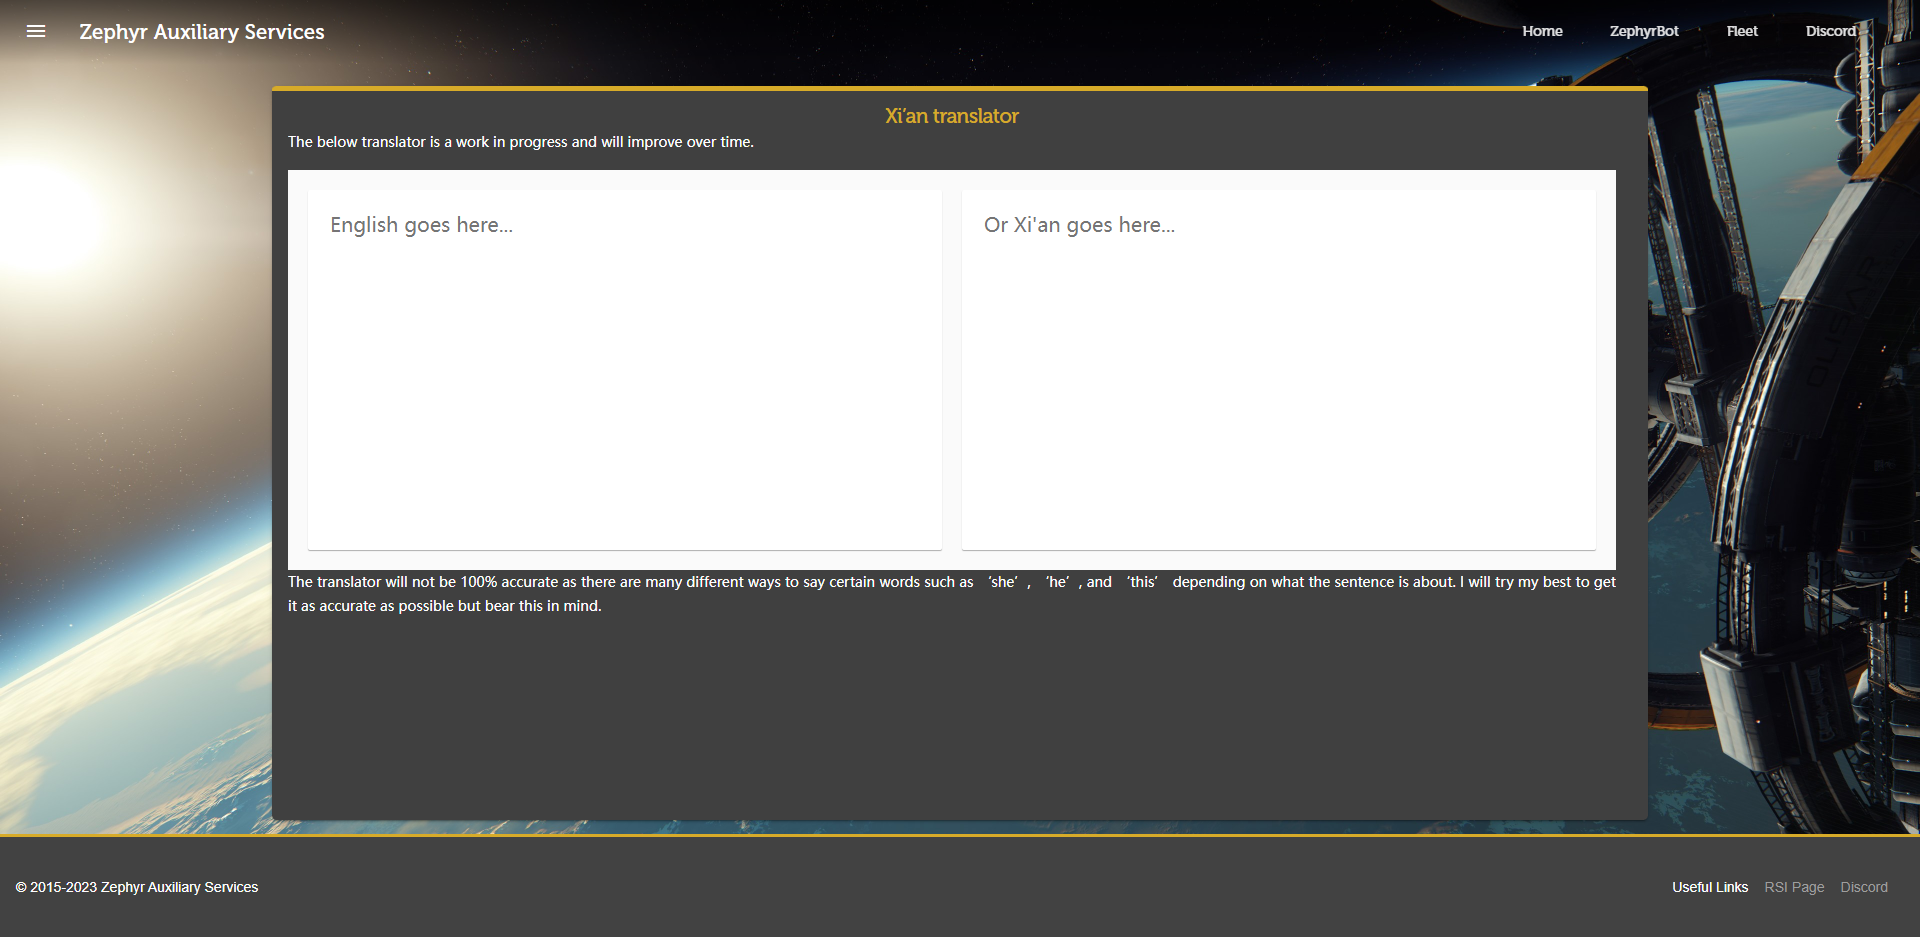 Zephyr Auxiliary Services
Home
ZephyrBot
Fleet
Discord
Xi’an translator
The below translator is a work in progress and will improve over time.
English goes here...
Or Xi'an goes here...
The translator will not be 100% accurate as there are many different ways to say certain words such as ‘she’, ‘he’, and ‘this’ depending on what the sentence is about. I will try my best to get
it as accurate as possible but bear this in mind.
© 2015-2023 Zephyr Auxiliary Services
Useful Links
RSI Page
Discord